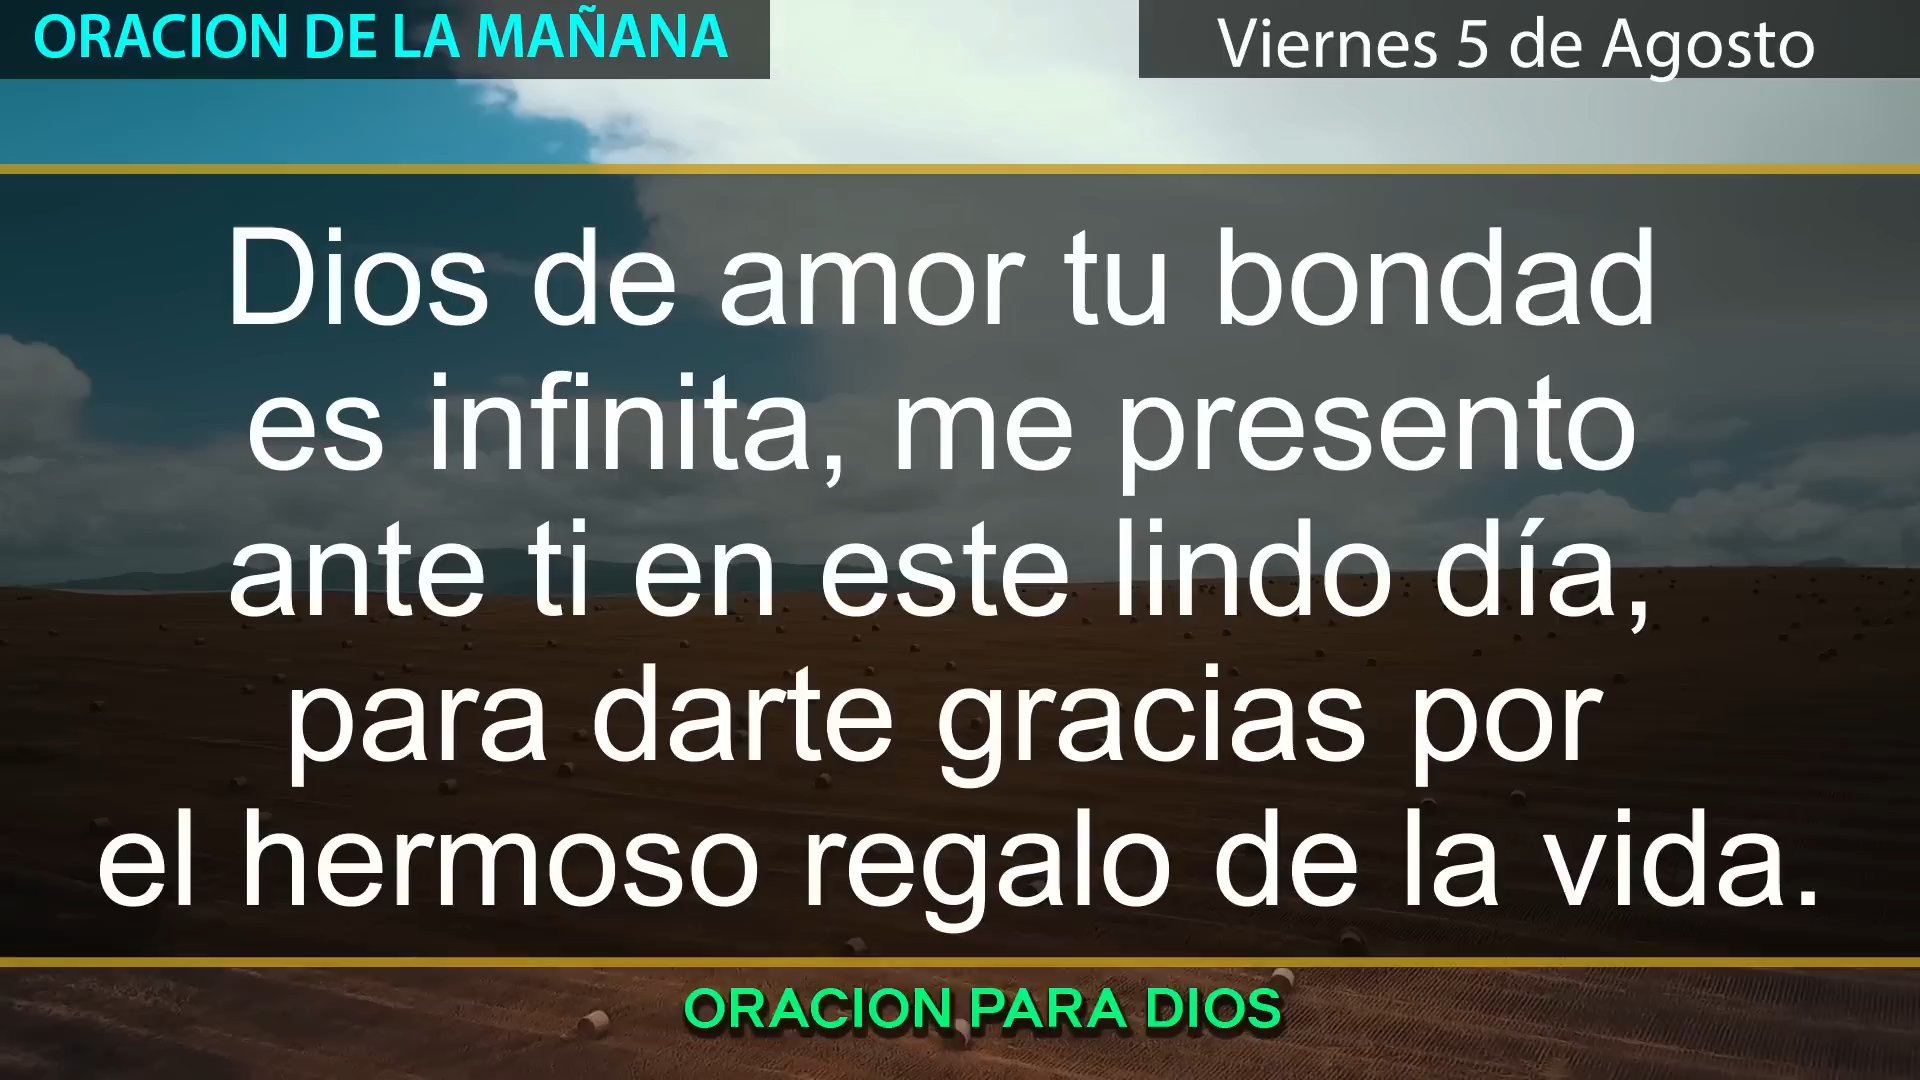 ORACION DE LA MAÑANA
Viernes 5 de Agosto
Dios de amor tu bondad
es infinita, me presento
ante ti en este lindo día,
para darte gracias por
el hermoso regalo de la vida.
ORACION PARA DIOS